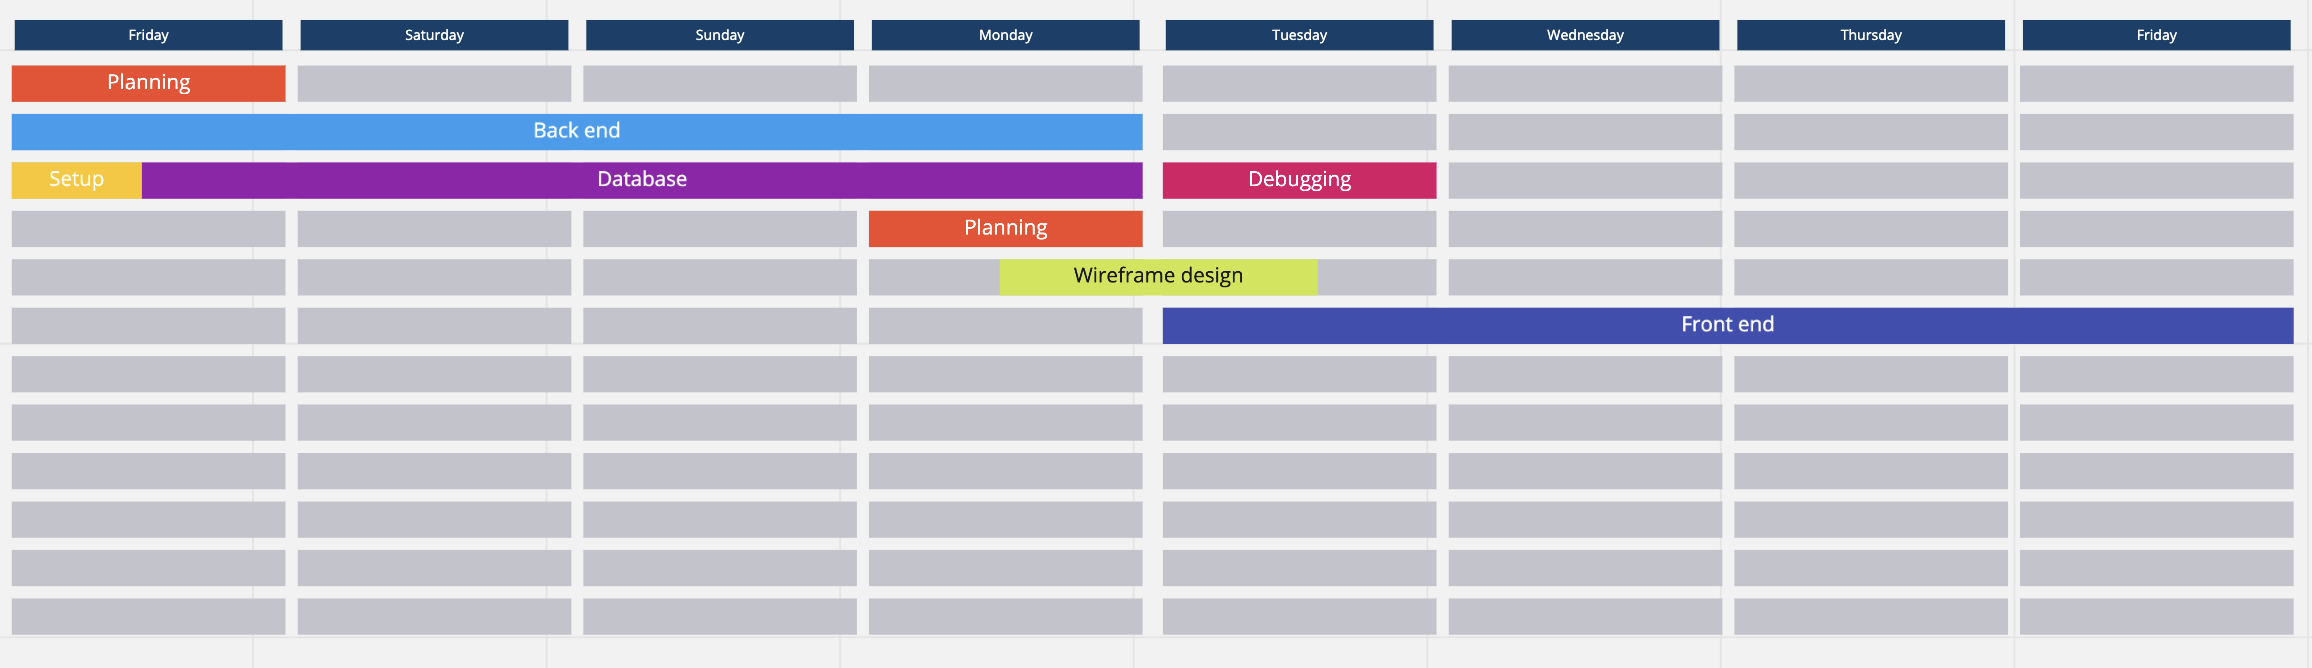 Friday Saturday Sunday Monday Tuesday Wednesday Thursday Friday
Planning
Back end
Setup Database Debugging
Planning
Wireframe design
Front end